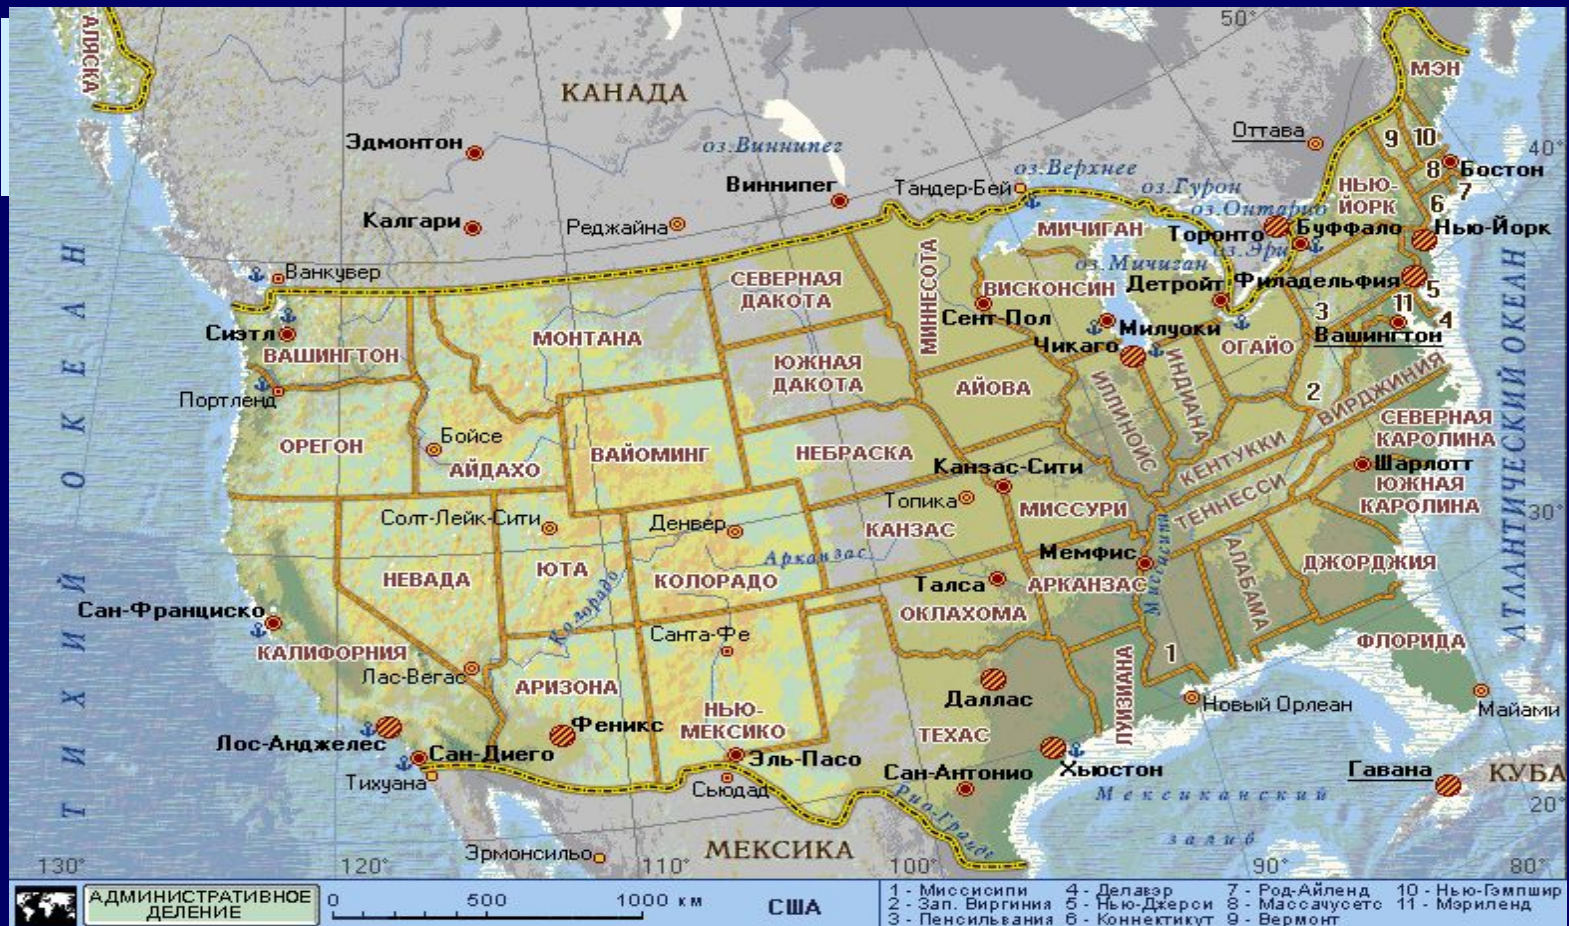 АЛЯСКА
КАНАДА
50°
МЭН
Эдмонтон
оз.Виннипег
Оттава
9
10
40°
оз.Верхнее
8
Бостон
Виннипег
Тандер-Бей
оз.Гурон
НЬЮ-
ЙОРК
7
Калгари
Реджайна
оз.Онтарио
6
МИЧИГАН
Торонто
Буффало
Нью-Йорк
оз.Эри
Ванкувер
СЕВЕРНАЯ
ДАКОТА
МИННЕСОТА
оз.Мичиган
ВИСКОНСИН
Детройт
Филадельфия
5
Сиэтл
ВАШИНГТОН
МОНТАНА
Сент-Пол
Милуоки
3
11
4
Вашингтон
Чикаго
ОГАЙО
ЮЖНАЯ
ДАКОТА
АЙОВА
ИЛЛИНОЙС
ИНДИАНА
2
ВИРДЖИНИЯ
Портленд
ОРЕГОН
Бойсе
АЙДАХО
ВАЙОМИНГ
НЕБРАСКА
КЕНТУККИ
СЕВЕРНАЯ
КАРОЛИНА
Канзас-Сити
Шарлотт
Топика
МИССУРИ
ТЕННЕССИ
ЮЖНАЯ
КАРОЛИНА
30°
Солт-Лейк-Сити
Денвер
КАНЗАС
Арканзас
Мемфис
Миссисипи
НЕВАДА
ЮТА
КОЛОРАДО
Колорадо
Талса
АРКАНЗАС
АЛАБАМА
ДЖОРДЖИЯ
ОКЛАХОМА
Сан-Франциско
КАЛИФОРНИЯ
Санта-Фе
ФЛОРИДА
Лас-Вегас
АРИЗОНА
1
ЛУИЗИАНА
Даллас
НЬЮ-
МЕКСИКО
Новый Орлеан
Майами
Феникс
ТЕХАС
Лос-Анджелес
Сан-Диего
Эль-Пасо
Сан-Антонио
Хьюстон
Гавана
КУБА
Тихуана
Сьюдад
Рио-Гранде
Мексиканский
залив
20°
Эрмонсильо
МЕКСИКА
ТИХИЙ ОКЕАН
АТЛАНТИЧЕСКИЙ ОКЕАН
130°
120°
110°
100°
90°
80°
АДМИНИСТРАТИВНОЕ
ДЕЛЕНИЕ
0 500 1000 км
США
1 - Миссисипи 4 - Делавэр 7 - Род-Айленд 10 - Нью-Гэмпшир
2 - Зап. Виргиния 5 - Нью-Джерси 8 - Массачусетс 11 - Мэриленд
3 - Пенсильвания 6 - Коннектикут 9 - Вермонт